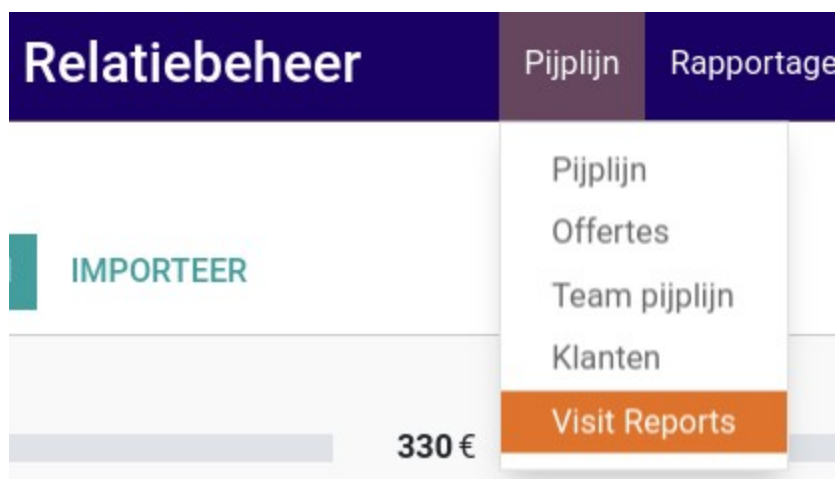 Relatiebeheer Pijplijn Rapportage
Pijplijn
Offertes
IMPORTEER
Team pijplijn
Klanten
Visit Reports
330 €